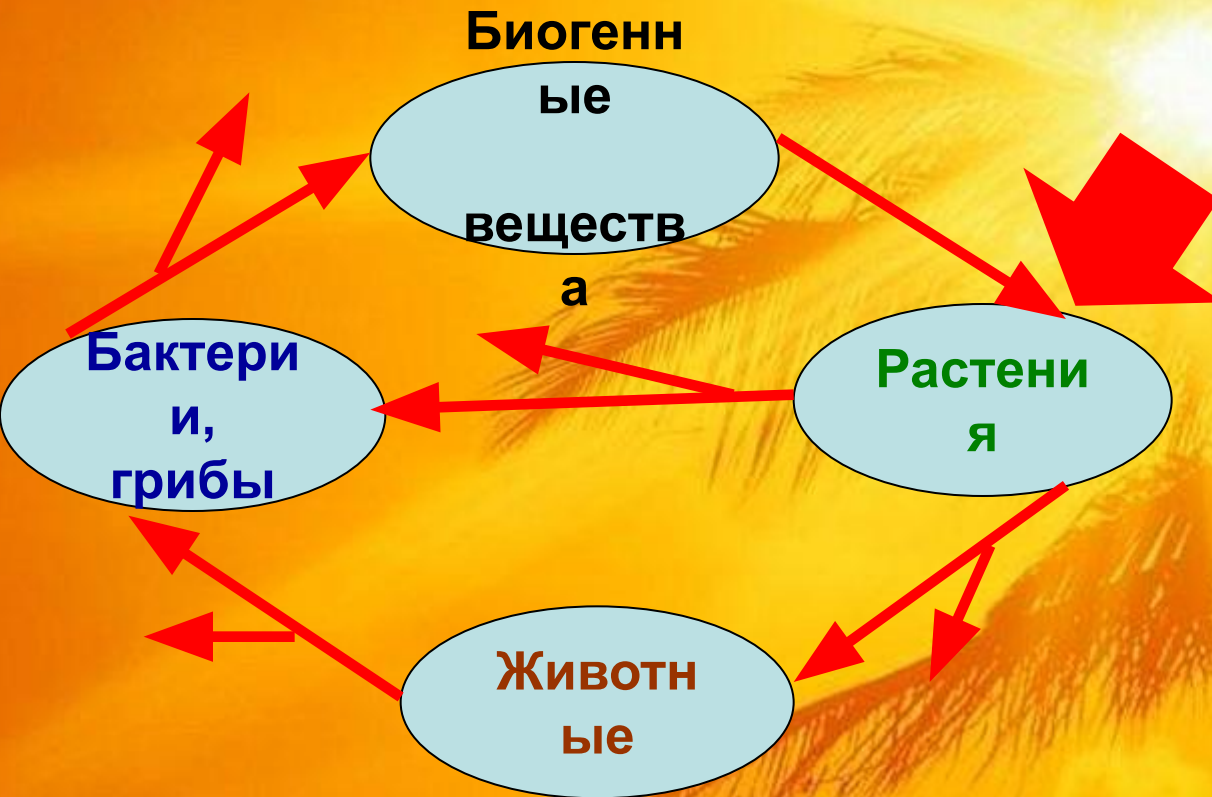 Биогенн
ые
веществ
а
Бактери
и,
грибы
Растени
я
Животн
ые